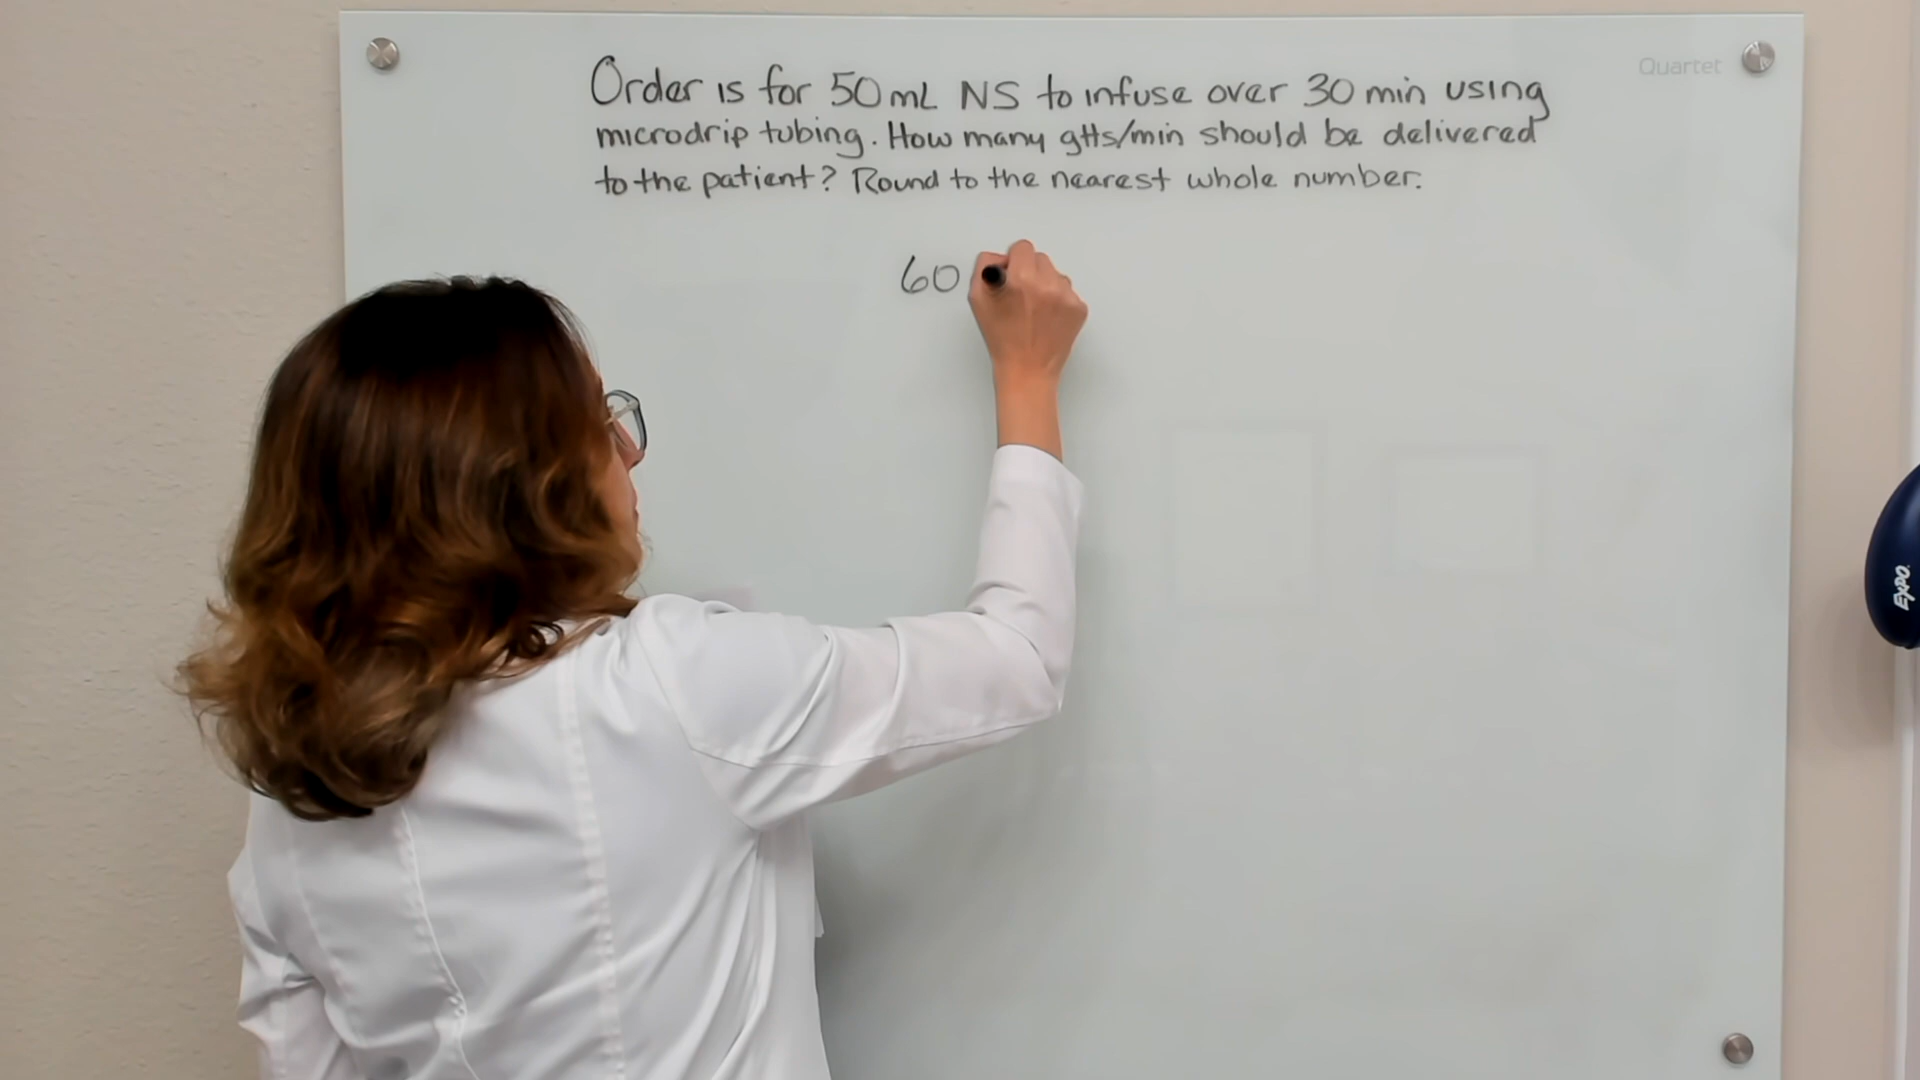 Quartet
Order is for 50 mL NS to infuse over 30 min using
microdrip tubing. How many gtts/min should be delivered
to the patient? Round to the nearest whole number.
60
EXPO